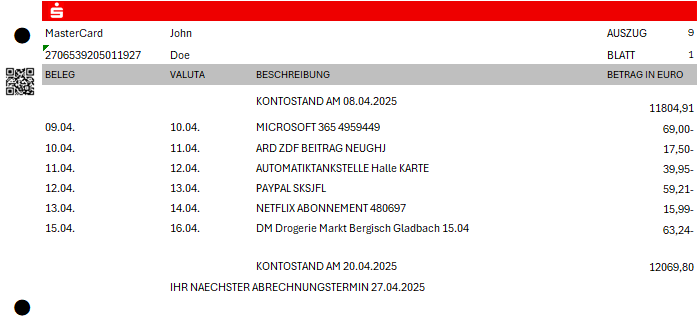 MasterCard John AUSZUG 9
2706539205011927 Doe BLATT 1
BELEG VALUTA BESCHREIBUNG BETRAG IN EURO
KONTOSTAND AM 08.04.2025 11804,91
09.04. 10.04. MICROSOFT 365 4959449 69,00-
10.04. 11.04. ARD ZDF BEITRAG NEUGHJ 17,50-
11.04. 12.04. AUTOMATIKTANKSTELLE Halle KARTE 39,95-
12.04. 13.04. PAYPAL SKSJFL 59,21-
13.04. 14.04. NETFLIX ABONNEMENT 480697 15,99-
15.04. 16.04. DM Drogerie Markt Bergisch Gladbach 15.04 63,24-
KONTOSTAND AM 20.04.2025 12069,80
IHR NAECHSTER ABRECHNUNGSTERMIN 27.04.2025